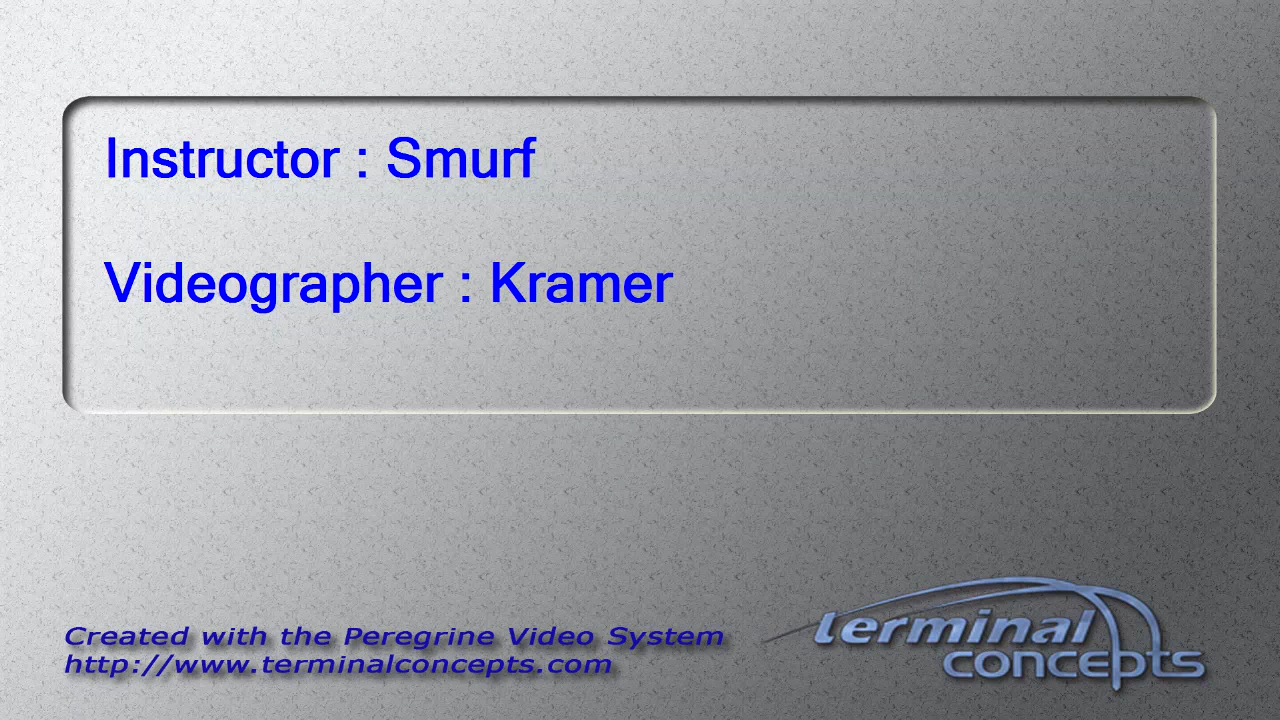 Instructor : Smurf
Videographer : Kramer
Created with the Peregrine Video System
http://www.terminalconcepts.com
terminal
concepts